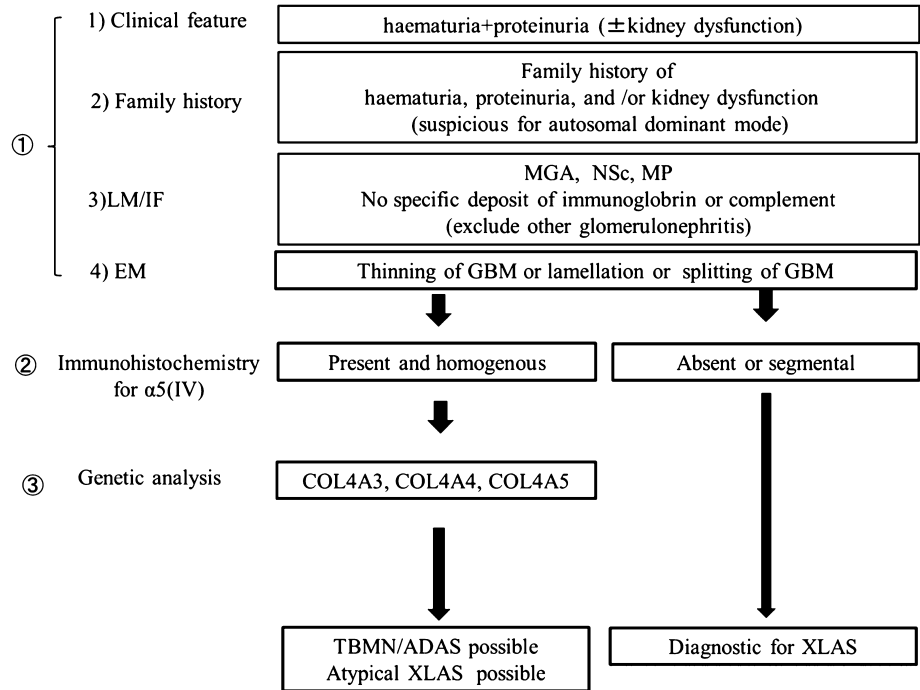 1) Clinical feature
haematuria+proteinuria (±kidney dysfunction)
①
2) Family history
Family history of
haematuria, proteinuria, and /or kidney dysfunction
(suspicious for autosomal dominant mode)
3)LM/IF
MGA, NSc, MP
No specific deposit of immunoglobrin or complement
(exclude other glomerulonephritis)
4) EM
Thinning of GBM or lamellation or splitting of GBM
②
Immunohistochemistry
for α5(IV)
Present and homogenous
Absent or segmental
③
Genetic analysis
COL4A3, COL4A4, COL4A5
TBMN/ADAS possible
Atypical XLAS possible
Diagnostic for XLAS